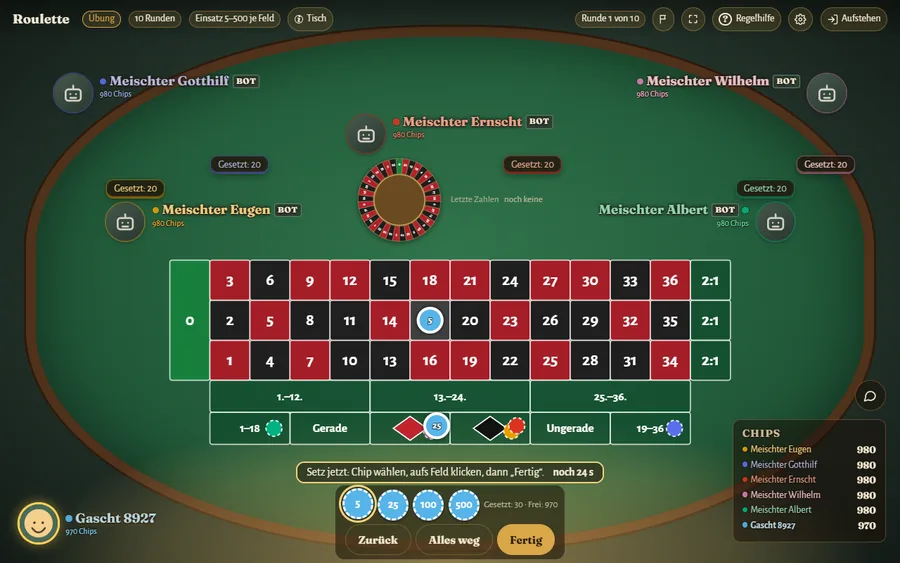 Roulette Übung 10 Runden Einsatz 5–500 je Feld Tisch Runde 1 von 10 Regelhilfe Aufstehen
Meischter Gotthilf BOT
980 Chips
Meischter Wilhelm BOT
980 Chips
Meischter Ernscht BOT
980 Chips
Gesetzt: 20
Gesetzt: 20
Gesetzt: 20
Gesetzt: 20
Gesetzt: 20
Meischter Eugen BOT
980 Chips
Letzte Zahlen noch keine
Meischter Albert BOT
980 Chips
3 6 9 12 15 18 21 24 27 30 33 36 2:1
0 2 5 8 11 14 5 20 23 26 29 32 35 2:1
1 4 7 10 13 16 19 22 25 28 31 34 2:1
1.–12. 13.–24. 25.–36.
1–18 Gerade 25 Ungerade 19–36
Setz jetzt: Chip wählen, aufs Feld klicken, dann „Fertig“. noch 24 s
5 25 100 500 Gesetzt: 30 · Frei: 970
Zurück Alles weg Fertig
Gascht 8927
970 Chips
CHIPS
Meischter Eugen 980
Meischter Gotthilf 980
Meischter Ernscht 980
Meischter Wilhelm 980
Meischter Albert 980
Gascht 8927 970